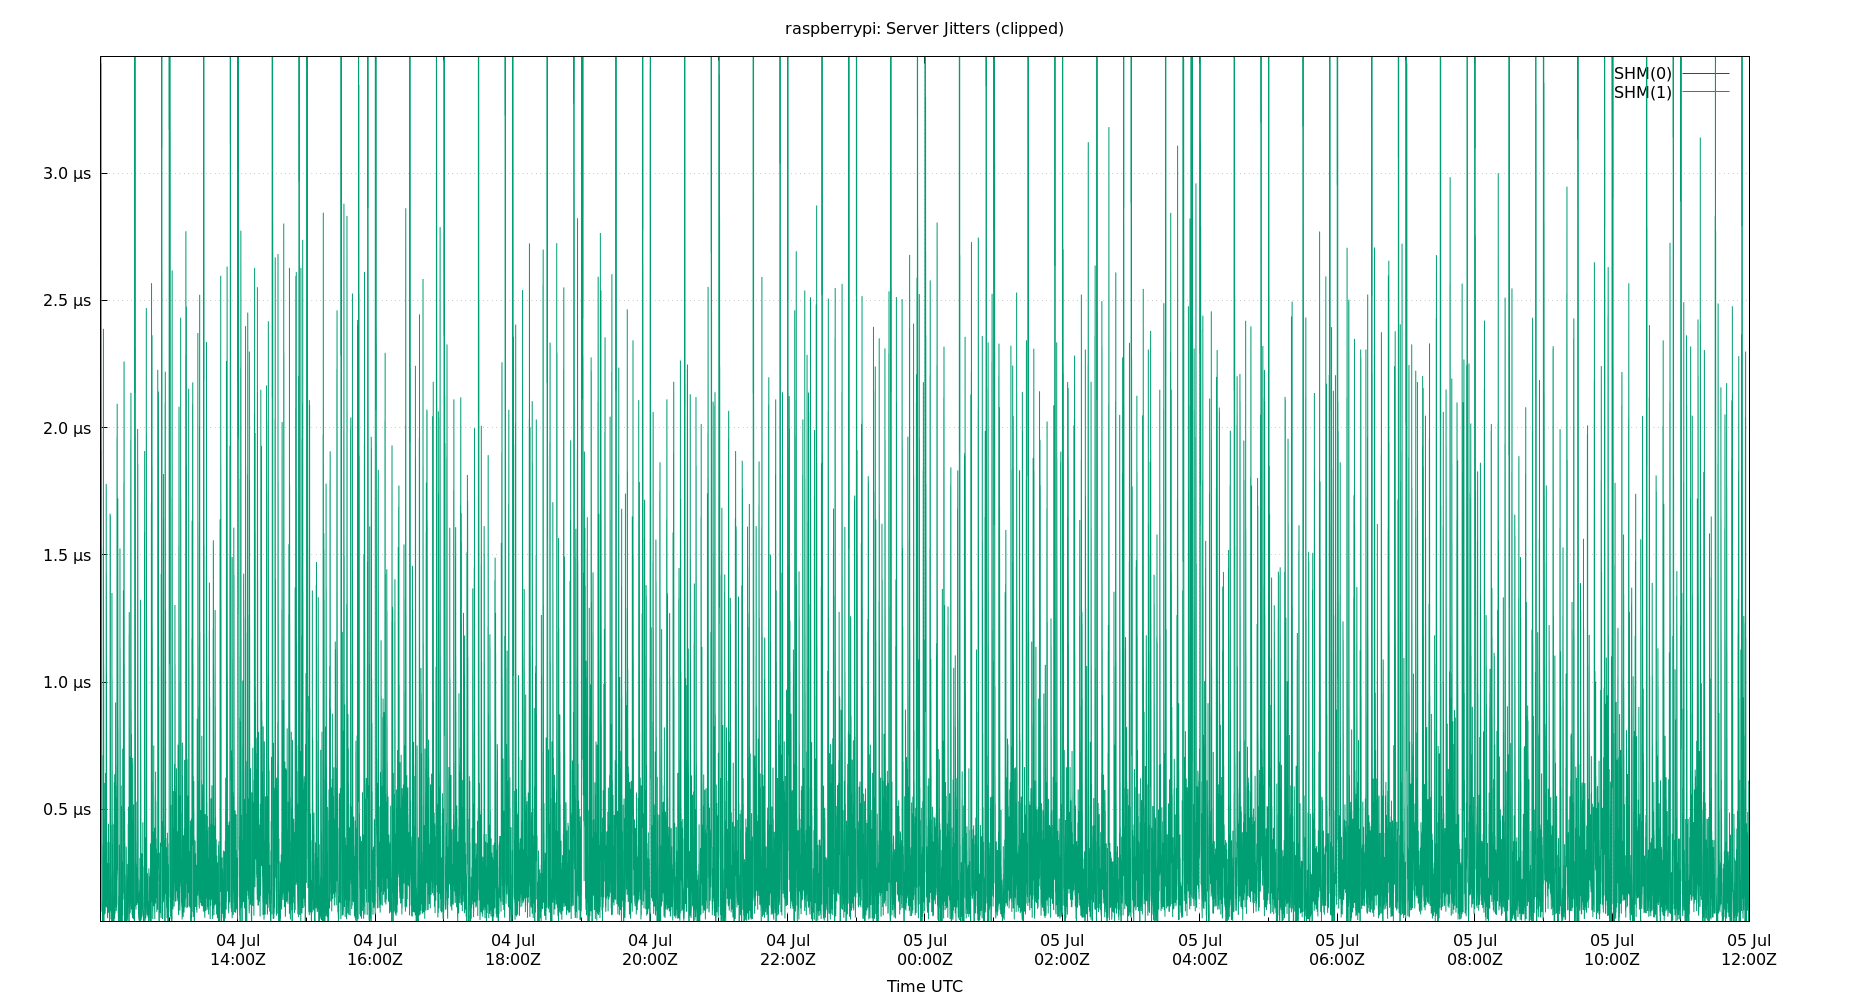 raspberrypi: Server Jitters (clipped)
SHM(0)
SHM(1)
3.0 µs
2.5 µs
2.0 µs
1.5 µs
1.0 µs
0.5 µs
04 Jul 04 Jul 04 Jul 04 Jul 04 Jul 05 Jul 05 Jul 05 Jul 05 Jul 05 Jul 05 Jul 05 Jul
14:00Z 16:00Z 18:00Z 20:00Z 22:00Z 00:00Z 02:00Z 04:00Z 06:00Z 08:00Z 10:00Z 12:00Z
Time UTC